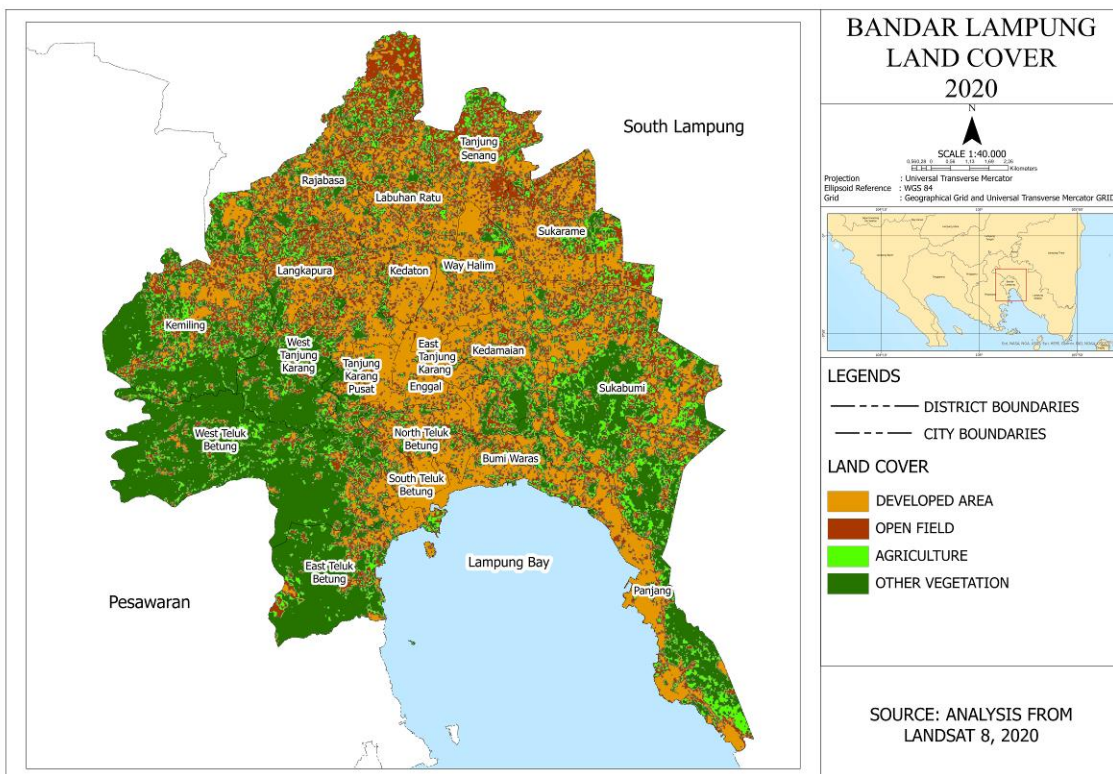 BANDAR LAMPUNG
LAND COVER
2020
N
SCALE 1:40.000
Kilometers
Projection : Universal Transverse Mercator
Ellipsoid Reference : WGS 84
Grid : Geographical Grid and Universal Transverse Mercator GRID
LEGENDS
DISTRICT BOUNDARIES
CITY BOUNDARIES
LAND COVER
DEVELOPED AREA
OPEN FIELD
AGRICULTURE
OTHER VEGETATION
SOURCE: ANALYSIS FROM
LANDSAT 8, 2020
South Lampung
Tanjung
Senang
Rajabasa
Labuhan Ratu
Sukarame
Way Halim
Langkapura
Kedaton
Kemiling
West
Tanjung
Karang
Tanjung
Karang
Pusat
East
Tanjung
Karang
Kedamaian
Enggal
Sukabumi
West Teluk
Betung
North Teluk
Betung
Bumi Waras
South Teluk
Betung
East Teluk
Betung
Lampung Bay
Panjang
Pesawaran